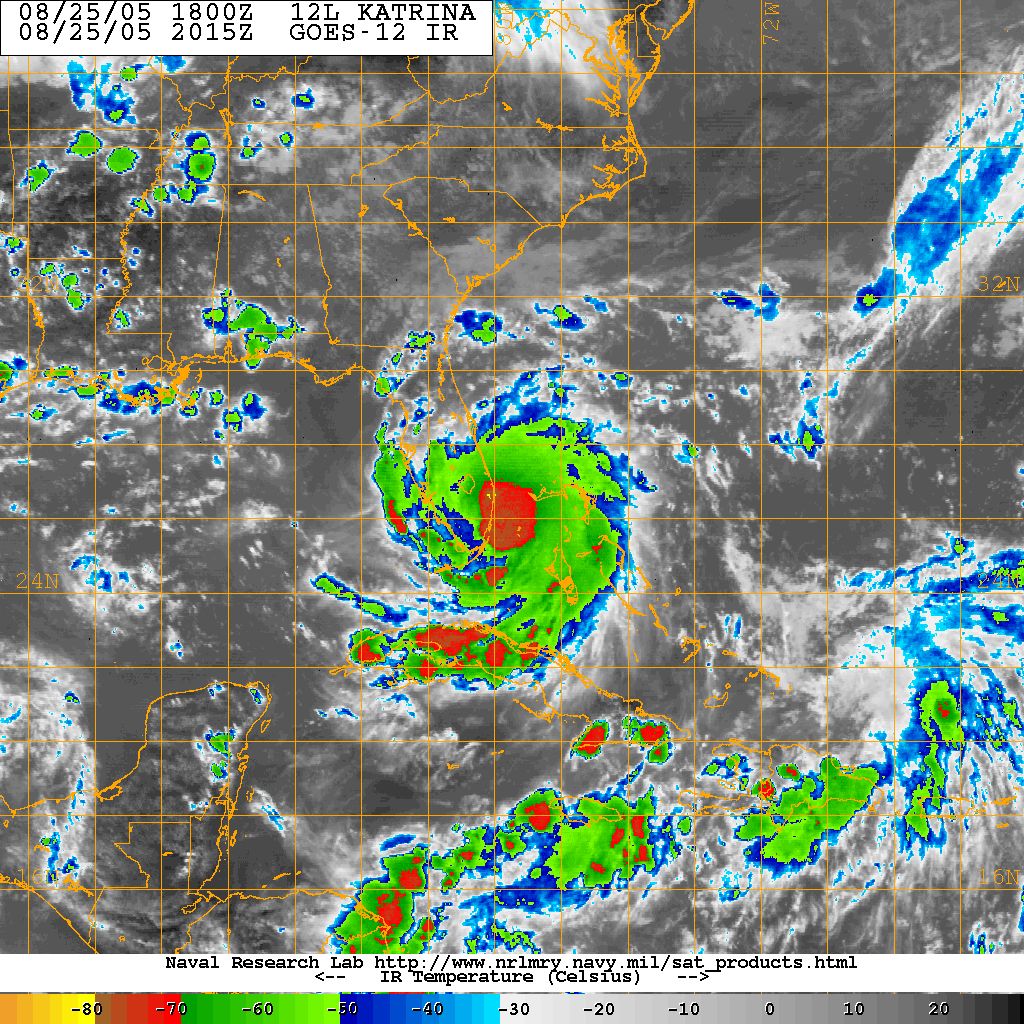 08/25/05 1800Z 12L KATRINA
08/25/05 2015Z GOES-12 IR
72W
32N
32N
24N
24N
16N
16N
Naval Research Lab http://www.nrlmry.navy.mil/sat_products.html
<-- IR Temperature (Celsius) -->
-80 -70 -60 -50 -40 -30 -20 -10 0 10 20